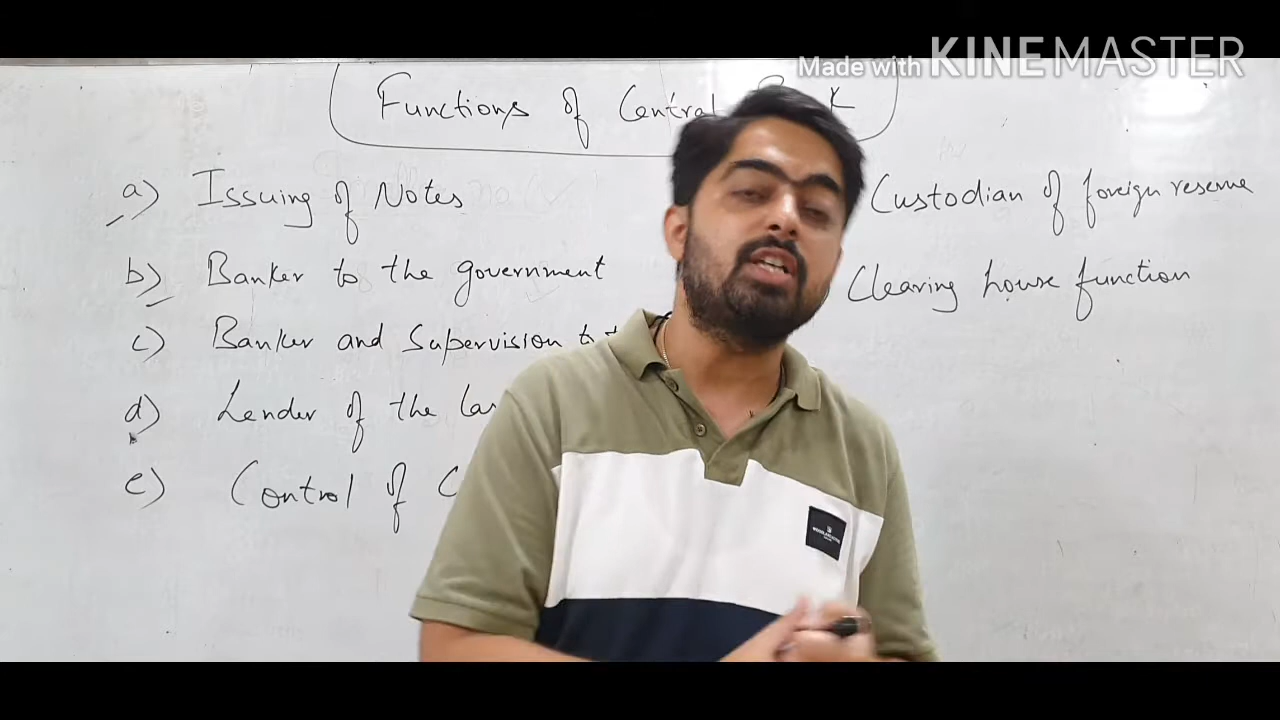 Made with KINEMASTER
Functions of Central
a) Issuing of Notes
b) Banker to the government
c) Banker and Supervision to
d) Lender of the
e) Control of
Custodian of foreign reserve
Clearing house function